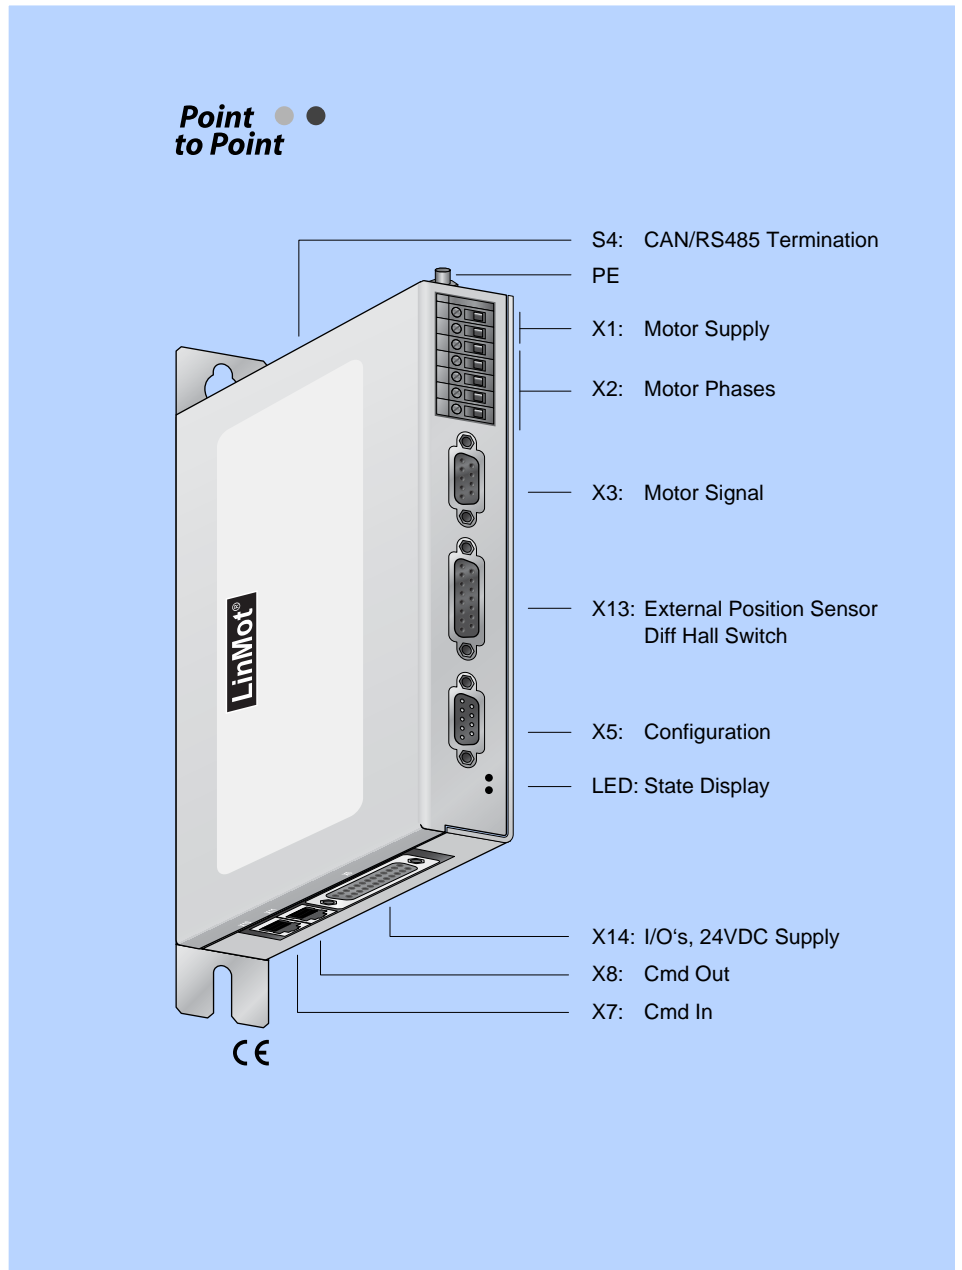 Point
to Point
S4: CAN/RS485 Termination
PE
X1: Motor Supply
X2: Motor Phases
X3: Motor Signal
X13: External Position Sensor
Diff Hall Switch
X5: Configuration
LED: State Display
LinMot®
X14: I/O‘s, 24VDC Supply
X8: Cmd Out
X7: Cmd In
CE